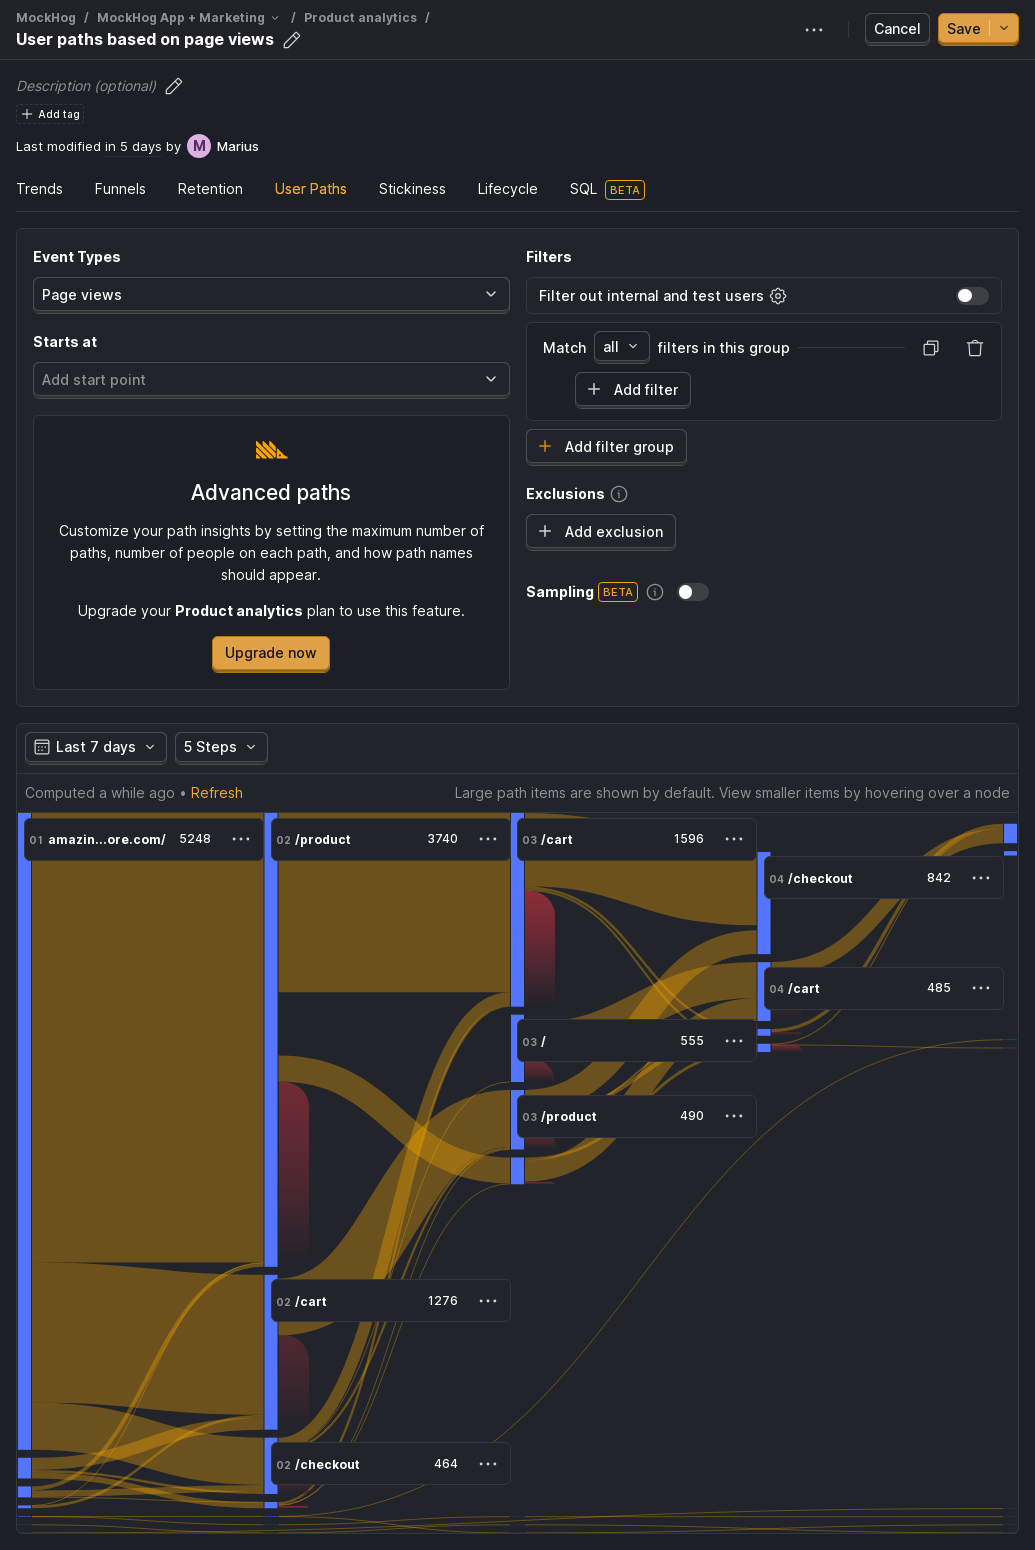 MockHog / MockHog App + Marketing / Product analytics /
User paths based on page views
Cancel
Save
Description (optional)
Add tag
Last modified in 5 days by M Marius
Trends Funnels Retention User Paths Stickiness Lifecycle SQL BETA
Event Types
Page views
Starts at
Add start point
Advanced paths
Customize your path insights by setting the maximum number of
paths, number of people on each path, and how path names
should appear.
Upgrade your Product analytics plan to use this feature.
Upgrade now
Filters
Filter out internal and test users
Match all filters in this group
Add filter
Add filter group
Exclusions
Add exclusion
Sampling BETA
Last 7 days
5 Steps
Computed a while ago • Refresh
Large path items are shown by default. View smaller items by hovering over a node
01 amazin...ore.com/ 5248
02 /product 3740
03 /cart 1596
04 /checkout 842
04 /cart 485
03 / 555
03 /product 490
02 /cart 1276
02 /checkout 464